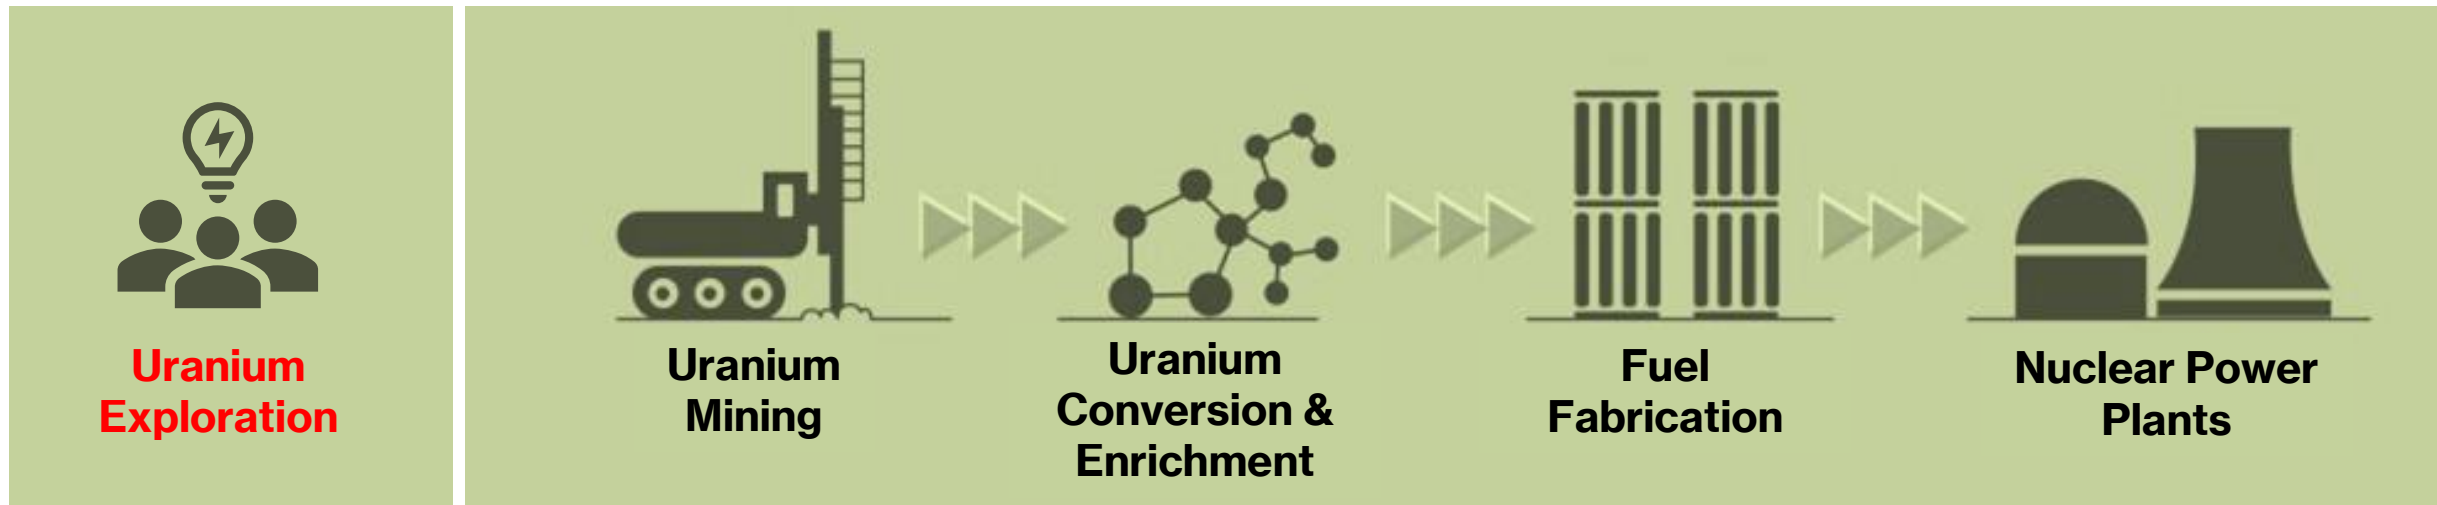 Uranium
Exploration
Uranium
Mining
Uranium
Conversion &
Enrichment
Fuel
Fabrication
Nuclear Power
Plants